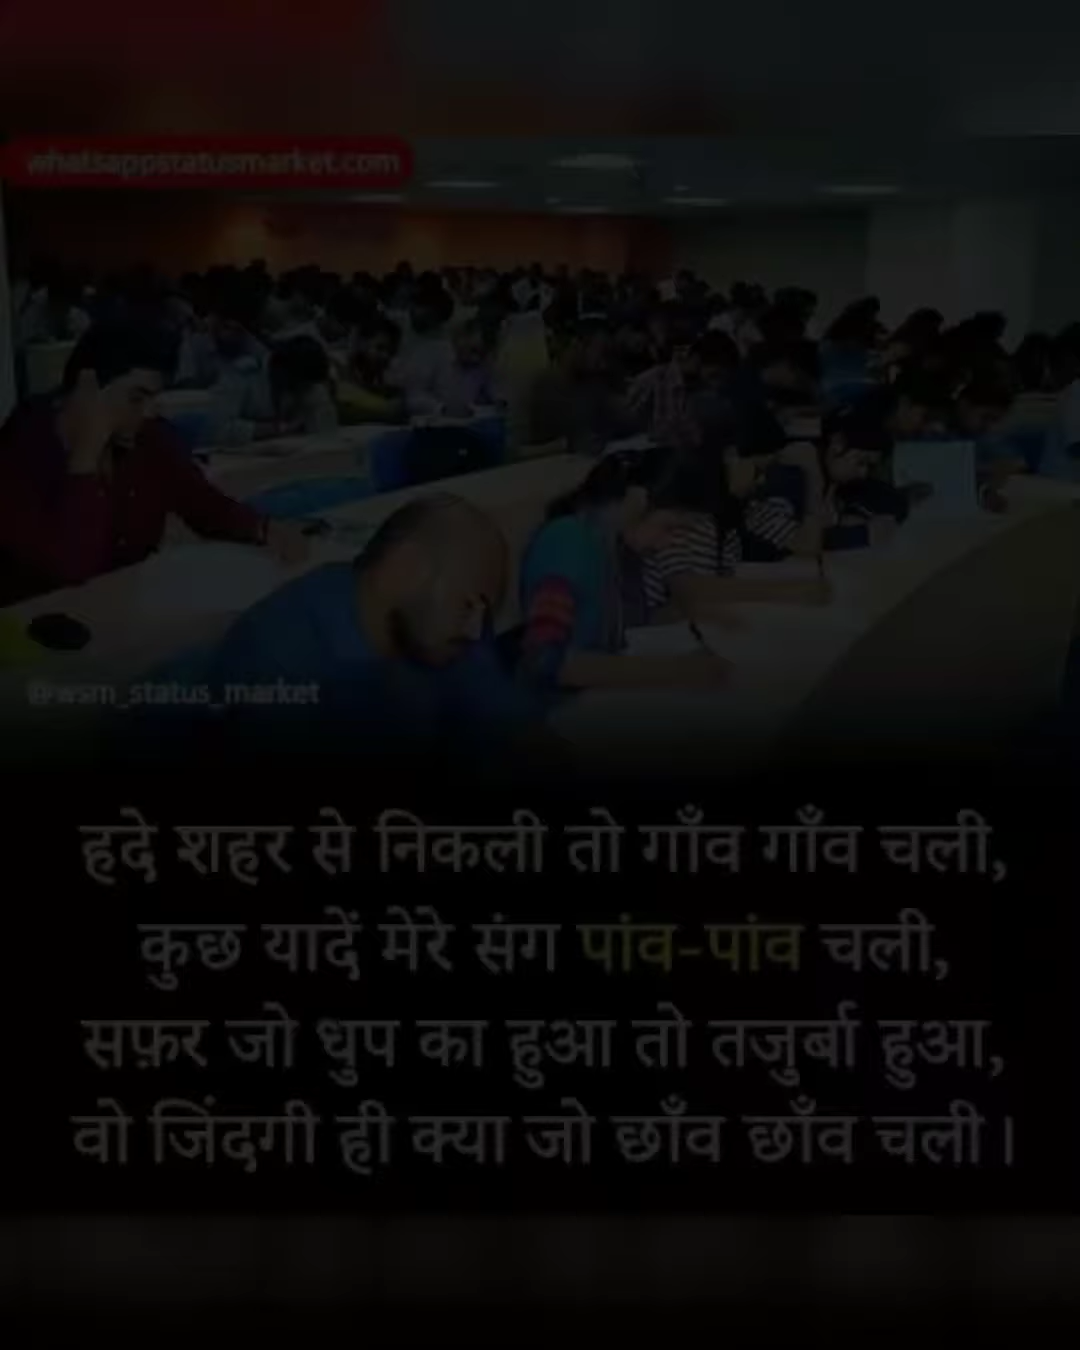 whatsappstatusmarket.com
@wsm_status_market
हदे शहर से निकली तो गाँव गाँव चली,
कुछ यादें मेरे संग पांव-पांव चली,
सफ़र जो धुप का हुआ तो तजुर्बा हुआ,
वो जिंदगी ही क्या जो छाँव छाँव चली।